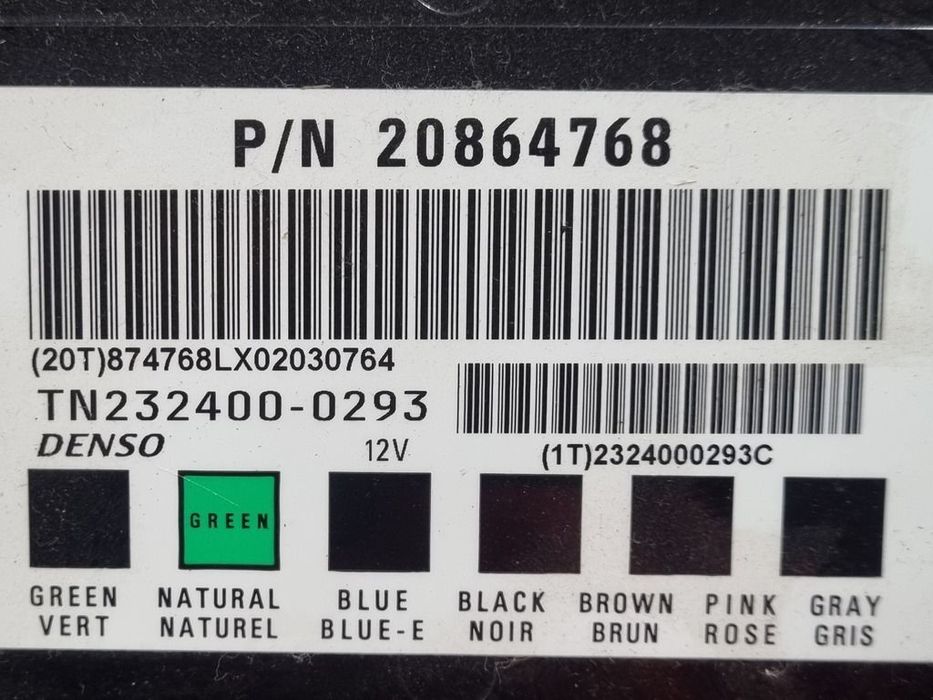 P/N 20864768
(20T)874768LX02030764
TN232400-0293
DENSO 12V
(1T)2324000293C
GREEN
GREEN NATURAL BLUE BLACK BROWN PINK GRAY
VERT NATUREL BLUE-E NOIR BRUN ROSE GRIS